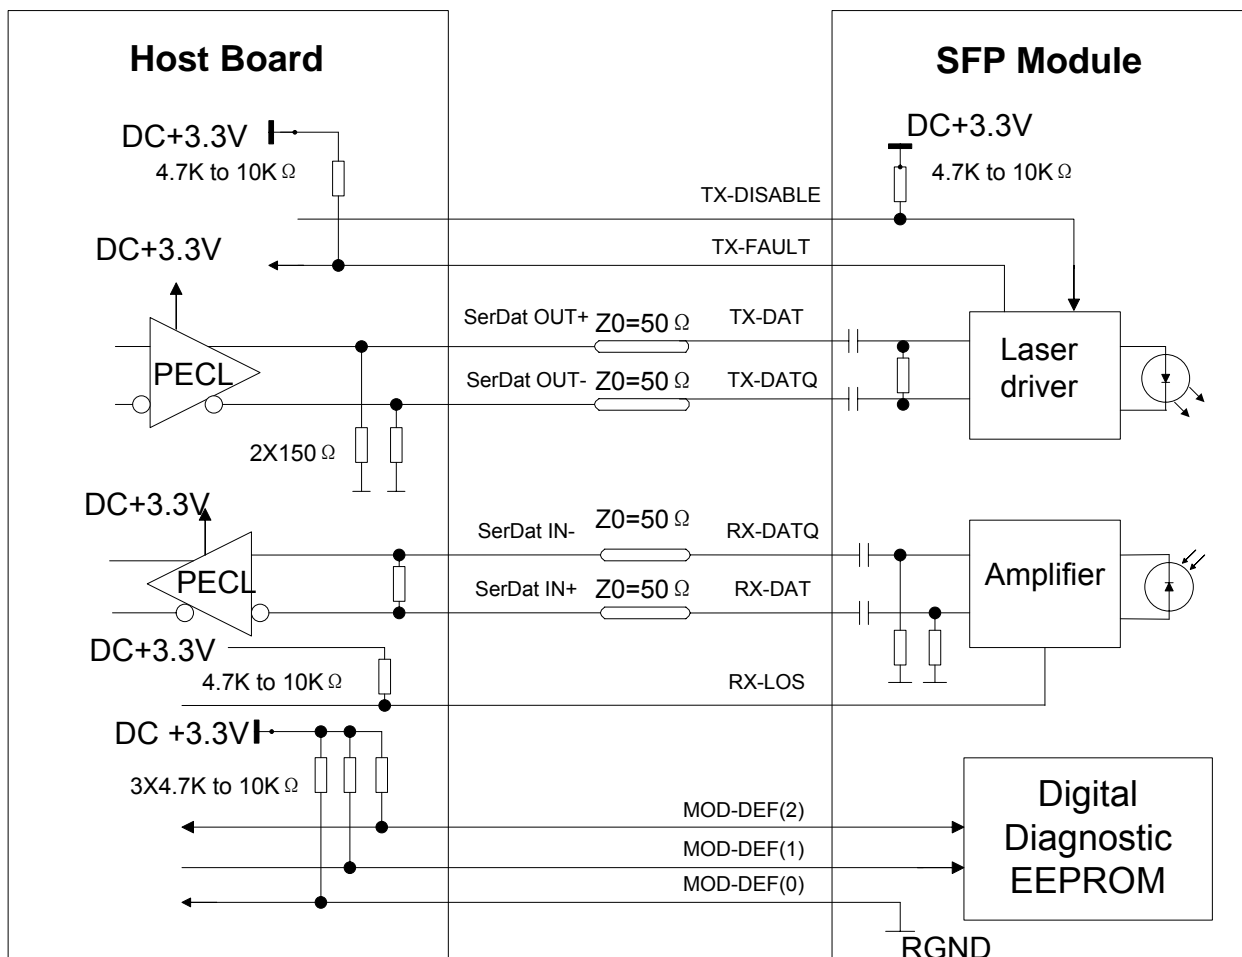 Host Board
SFP Module
DC+3.3V
4.7K to 10K Ω
DC+3.3V
4.7K to 10K Ω
TX-DISABLE
TX-FAULT
DC+3.3V
PECL
SerDat OUT+
Z0=50 Ω
TX-DAT
SerDat OUT-
Z0=50 Ω
TX-DATQ
Laser
driver
2X150 Ω
DC+3.3V
PECL
SerDat IN-
Z0=50 Ω
RX-DATQ
SerDat IN+
Z0=50 Ω
RX-DAT
Amplifier
DC+3.3V
4.7K to 10K Ω
RX-LOS
DC +3.3V
3X4.7K to 10K Ω
MOD-DEF(2)
MOD-DEF(1)
MOD-DEF(0)
Digital
Diagnostic
EEPROM
RGND